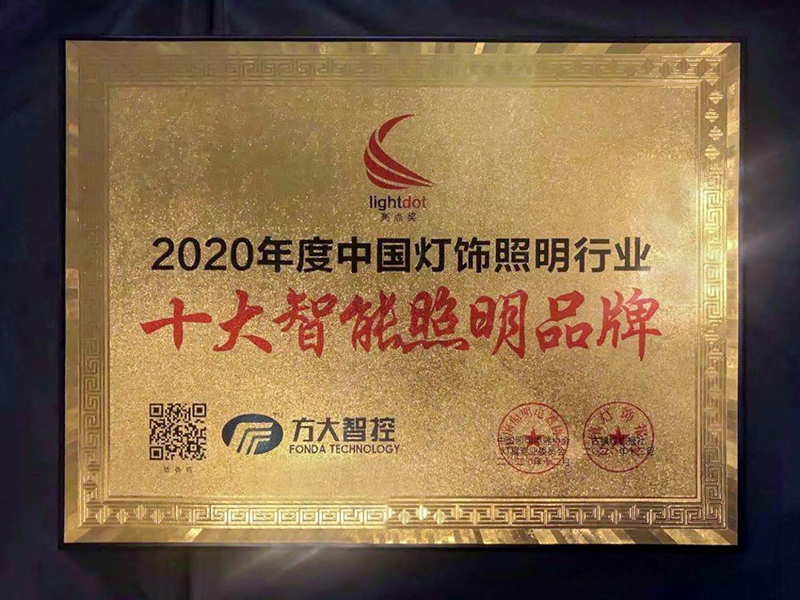 lightdot
亮点奖
2020年度中国灯饰照明行业
十大智能照明品牌
TM
方大智控
FONDA TECHNOLOGY